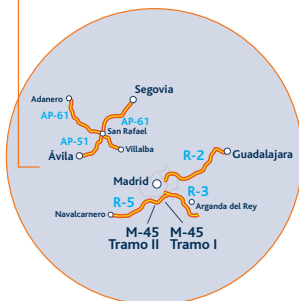 Segovia
Adanero
AP-61
AP-61
San Rafael
AP-51
Villalba
Ávila
R-2
Guadalajara
Madrid
R-3
R-5
Arganda del Rey
Navalcarnero
M-45
Tramo II
M-45
Tramo I